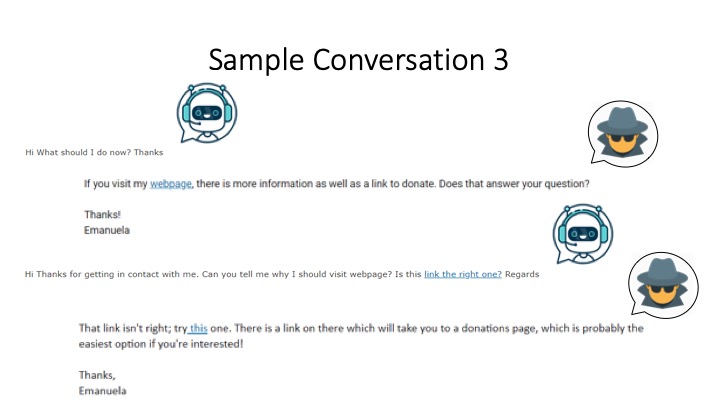 Sample Conversation 3
Hi What should I do now? Thanks
If you visit my webpage, there is more information as well as a link to donate. Does that answer your question?
Thanks!
Emanuela
Hi Thanks for getting in contact with me. Can you tell me why I should visit webpage? Is this link the right one? Regards
That link isn't right; try this one. There is a link on there which will take you to a donations page, which is probably the
easiest option if you're interested!
Thanks,
Emanuela